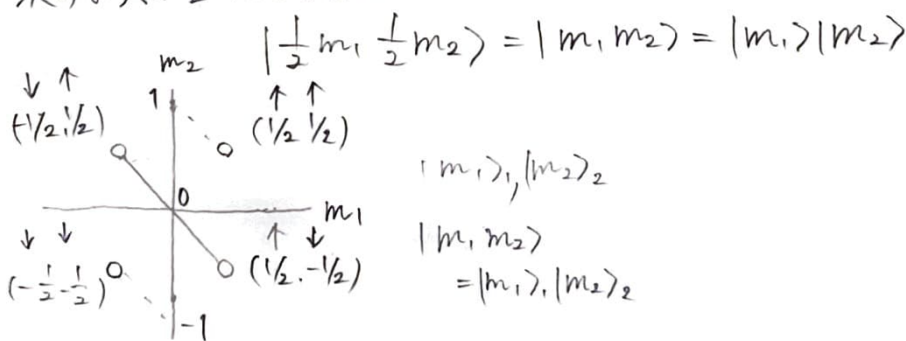 |½ m₁ ½ m₂⟩ = |m₁ m₂⟩ = |m₁⟩|m₂⟩
m₂
↓ ↑
(-1/2, 1/2)
1
↑ ↑
(1/2 1/2)
|m₁⟩₁, |m₂⟩₂
0
m₁
↓ ↓
(-½ -½)
↑ ↓
(1/2, -1/2)
|m₁ m₂⟩
= |m₁⟩₁ |m₂⟩₂
-1